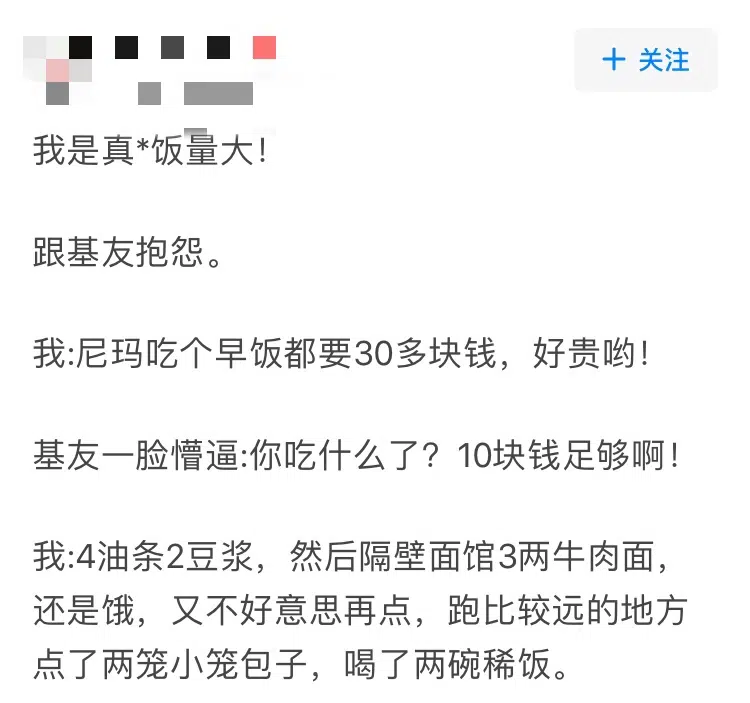 + 关注
我是真*饭量大！
跟基友抱怨。
我:尼玛吃个早饭都要30多块钱，好贵哟！
基友一脸懵逼:你吃什么了？10块钱足够啊！
我:4油条2豆浆，然后隔壁面馆3两牛肉面，
还是饿，又不好意思再点，跑比较远的地方
点了两笼小笼包子，喝了两碗稀饭。